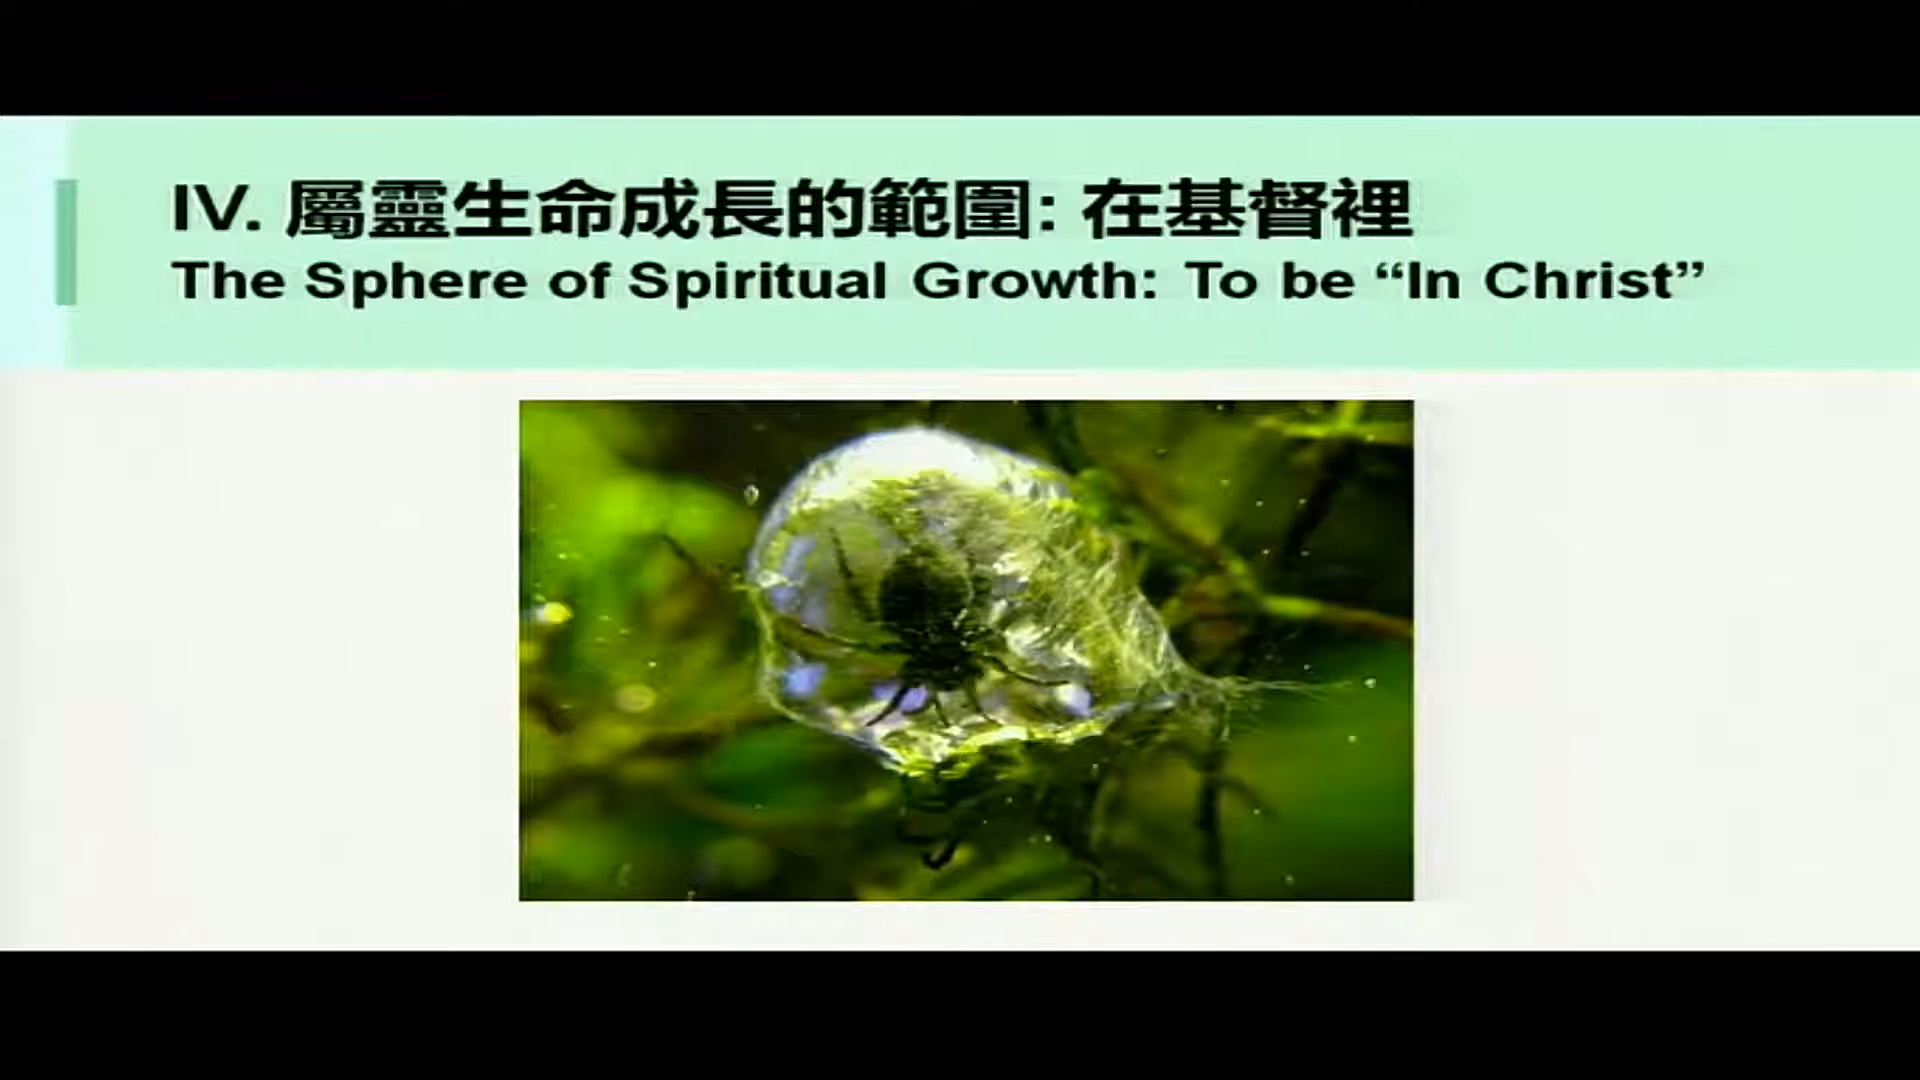 IV. 屬靈生命成長的範圍: 在基督裡
The Sphere of Spiritual Growth: To be “In Christ”